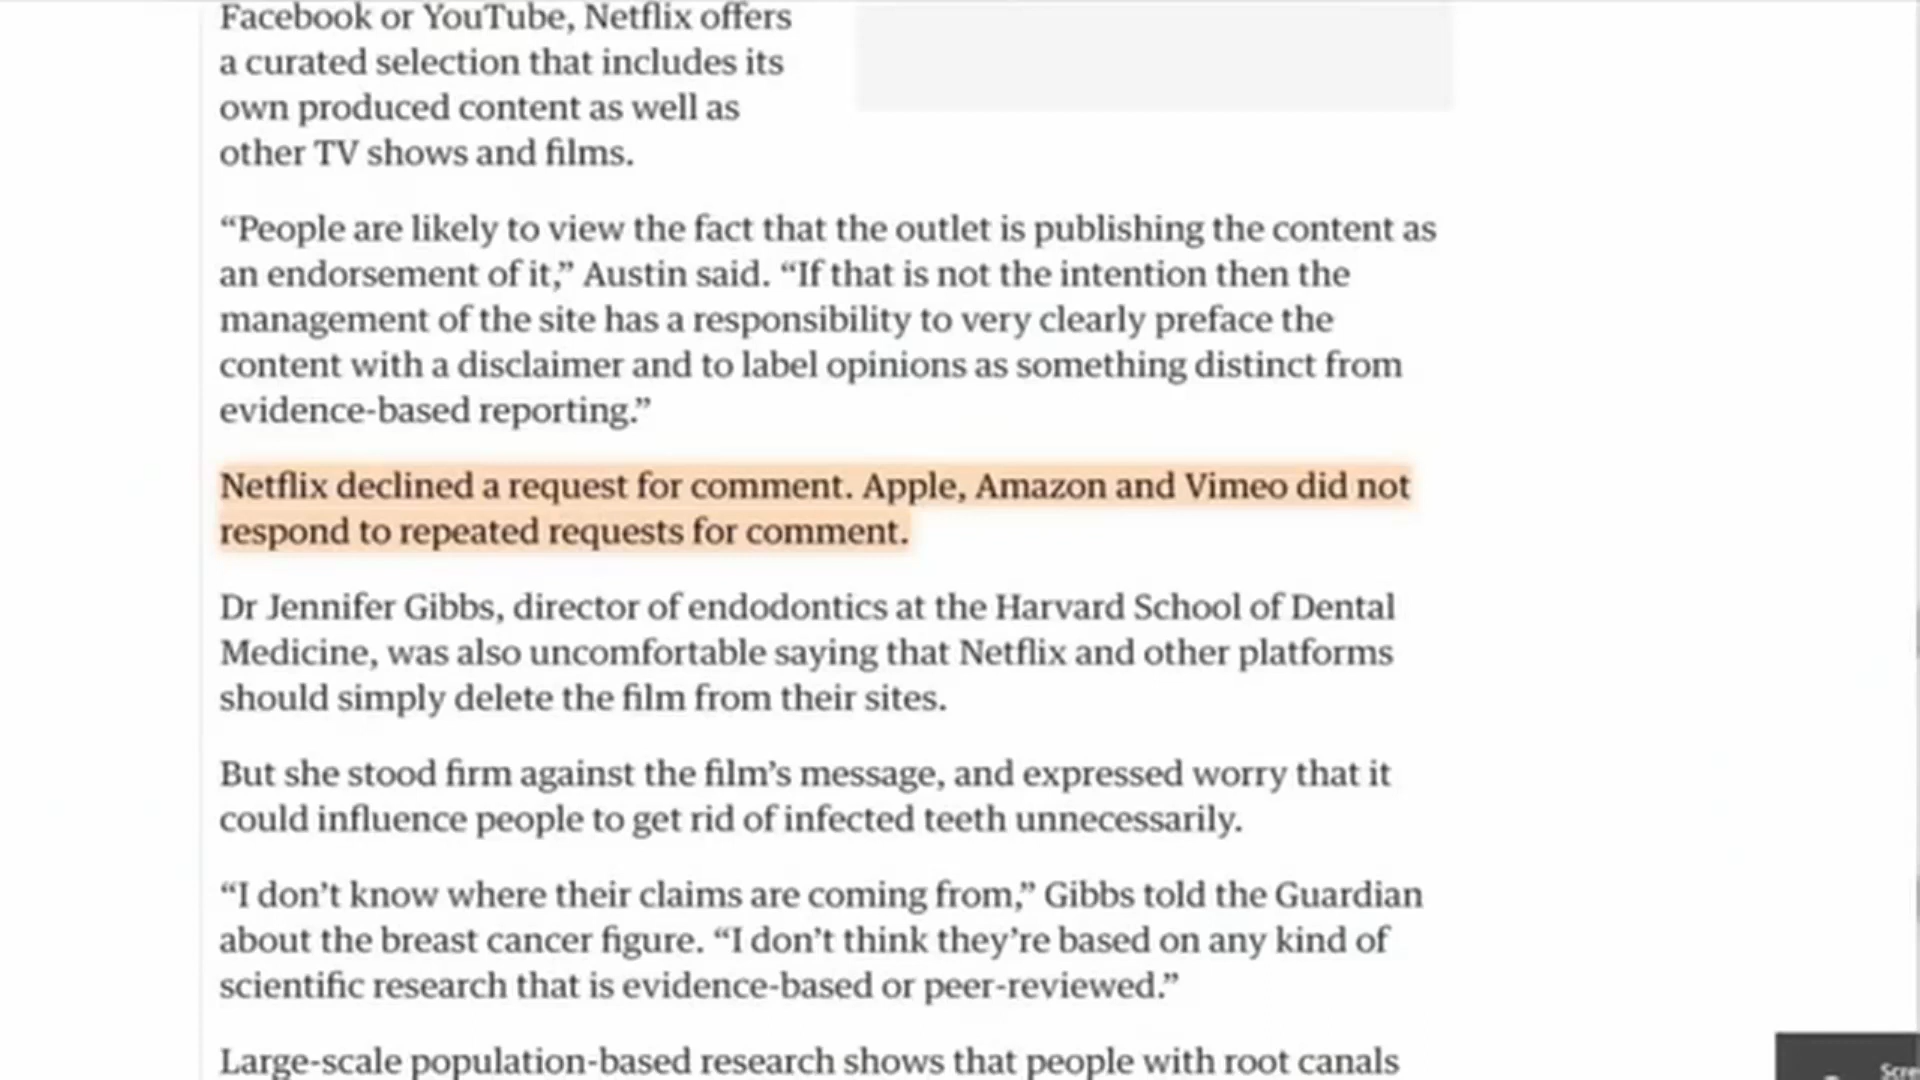 Facebook or YouTube, Netflix offers
a curated selection that includes its
own produced content as well as
other TV shows and films.
“People are likely to view the fact that the outlet is publishing the content as
an endorsement of it,” Austin said. “If that is not the intention then the
management of the site has a responsibility to very clearly preface the
content with a disclaimer and to label opinions as something distinct from
evidence-based reporting.”
Netflix declined a request for comment. Apple, Amazon and Vimeo did not
respond to repeated requests for comment.
Dr Jennifer Gibbs, director of endodontics at the Harvard School of Dental
Medicine, was also uncomfortable saying that Netflix and other platforms
should simply delete the film from their sites.
But she stood firm against the film’s message, and expressed worry that it
could influence people to get rid of infected teeth unnecessarily.
“I don’t know where their claims are coming from,” Gibbs told the Guardian
about the breast cancer figure. “I don’t think they’re based on any kind of
scientific research that is evidence-based or peer-reviewed.”
Large-scale population-based research shows that people with root canals